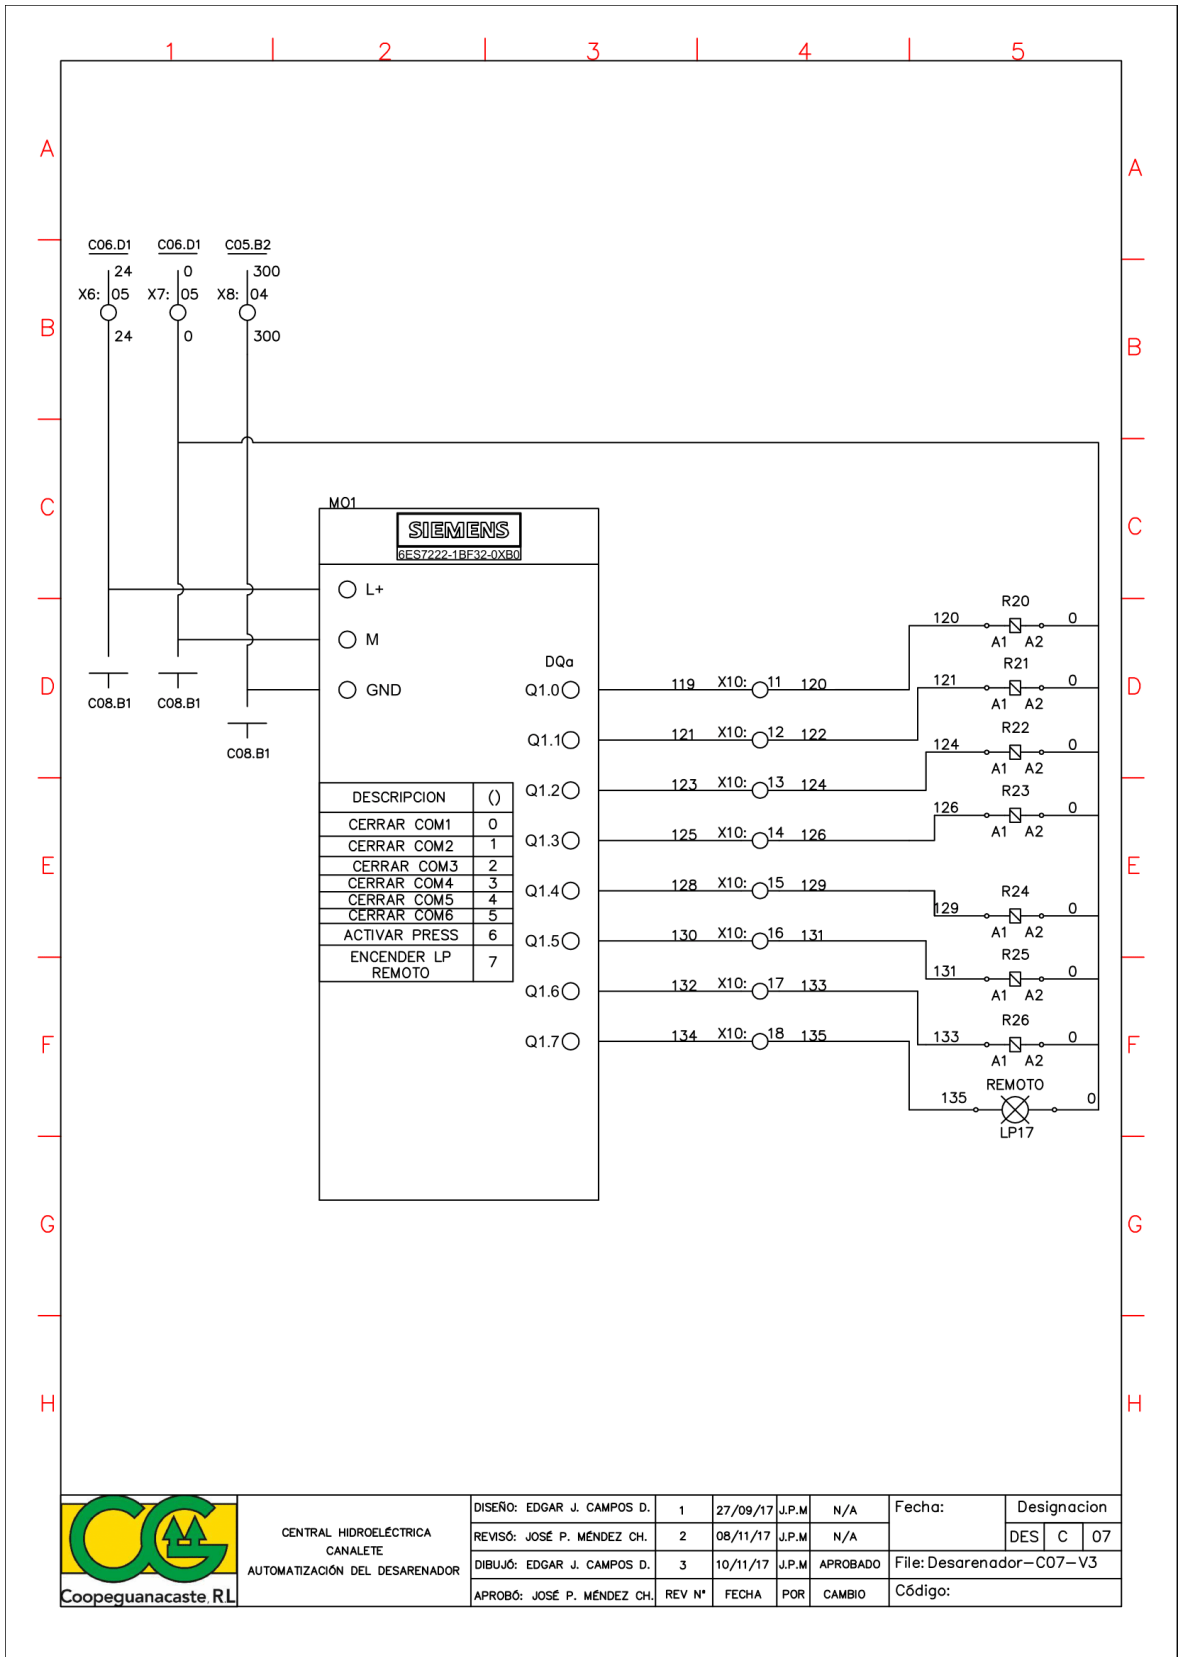 1 2 3 4 5
A A
C06.D1 C06.D1 C05.B2
24 0 300
X6: 05 X7: 05 X8: 04
B B
24 0 300
C C
M01
SIEMENS
6ES7222-1BF32-0XB0
L+
M
GND
D D
C08.B1 C08.B1
C08.B1
DQa
Q1.0 119 X10: 11 120
Q1.1 121 X10: 12 122
Q1.2 123 X10: 13 124
Q1.3 125 X10: 14 126
Q1.4 128 X10: 15 129
Q1.5 130 X10: 16 131
Q1.6 132 X10: 17 133
Q1.7 134 X10: 18 135
R20
120 0
A1 A2
R21
121 0
A1 A2
R22
124 0
A1 A2
R23
126 0
A1 A2
E E
R24
129 0
A1 A2
R25
131 0
A1 A2
R26
133 0
A1 A2
REMOTO
135 0
LP17
DESCRIPCION ()
CERRAR COM1 0
CERRAR COM2 1
CERRAR COM3 2
CERRAR COM4 3
CERRAR COM5 4
CERRAR COM6 5
ACTIVAR PRESS 6
ENCENDER LP
REMOTO 7
F F
G G
H H
CG
Coopeguanacaste, R.L
CENTRAL HIDROELÉCTRICA
CANALETE
AUTOMATIZACIÓN DEL DESARENADOR
DISEÑO: EDGAR J. CAMPOS D. 1 27/09/17 J.P.M N/A
REVISÓ: JOSÉ P. MÉNDEZ CH. 2 08/11/17 J.P.M N/A
DIBUJÓ: EDGAR J. CAMPOS D. 3 10/11/17 J.P.M APROBADO
APROBÓ: JOSÉ P. MÉNDEZ CH. REV N° FECHA POR CAMBIO
Fecha: Designacion
DES C 07
File: Desarenador-C07-V3
Código: